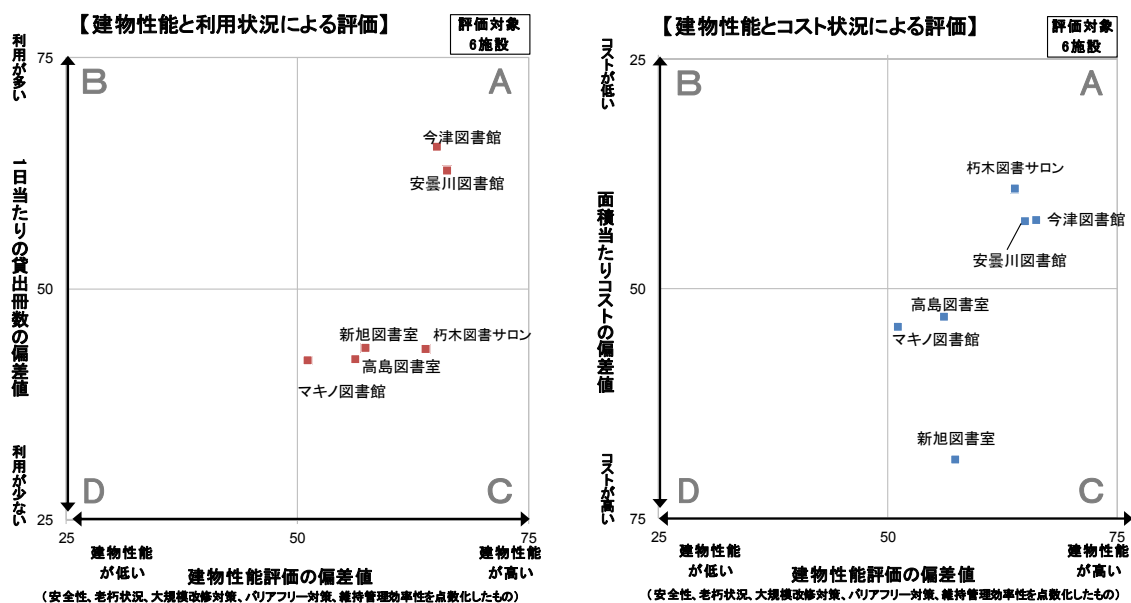 【建物性能と利用状況による評価】
評価対象
6施設
利用が多い
1日当たりの貸出冊数の偏差値
利用が少ない
75
50
25
B
A
D
C
今津図書館
安曇川図書館
新旭図書室
朽木図書サロン
高島図書室
マキノ図書館
25
50
75
建物性能
が低い
建物性能評価の偏差値
建物性能
が高い
（安全性、老朽状況、大規模改修対策、バリアフリー対策、維持管理効率性を点数化したもの）
【建物性能とコスト状況による評価】
評価対象
6施設
コストが低い
面積当たりコストの偏差値
コストが高い
25
50
75
B
A
D
C
朽木図書サロン
今津図書館
安曇川図書館
高島図書室
マキノ図書館
新旭図書室
25
50
75
建物性能
が低い
建物性能評価の偏差値
建物性能
が高い
（安全性、老朽状況、大規模改修対策、バリアフリー対策、維持管理効率性を点数化したもの）